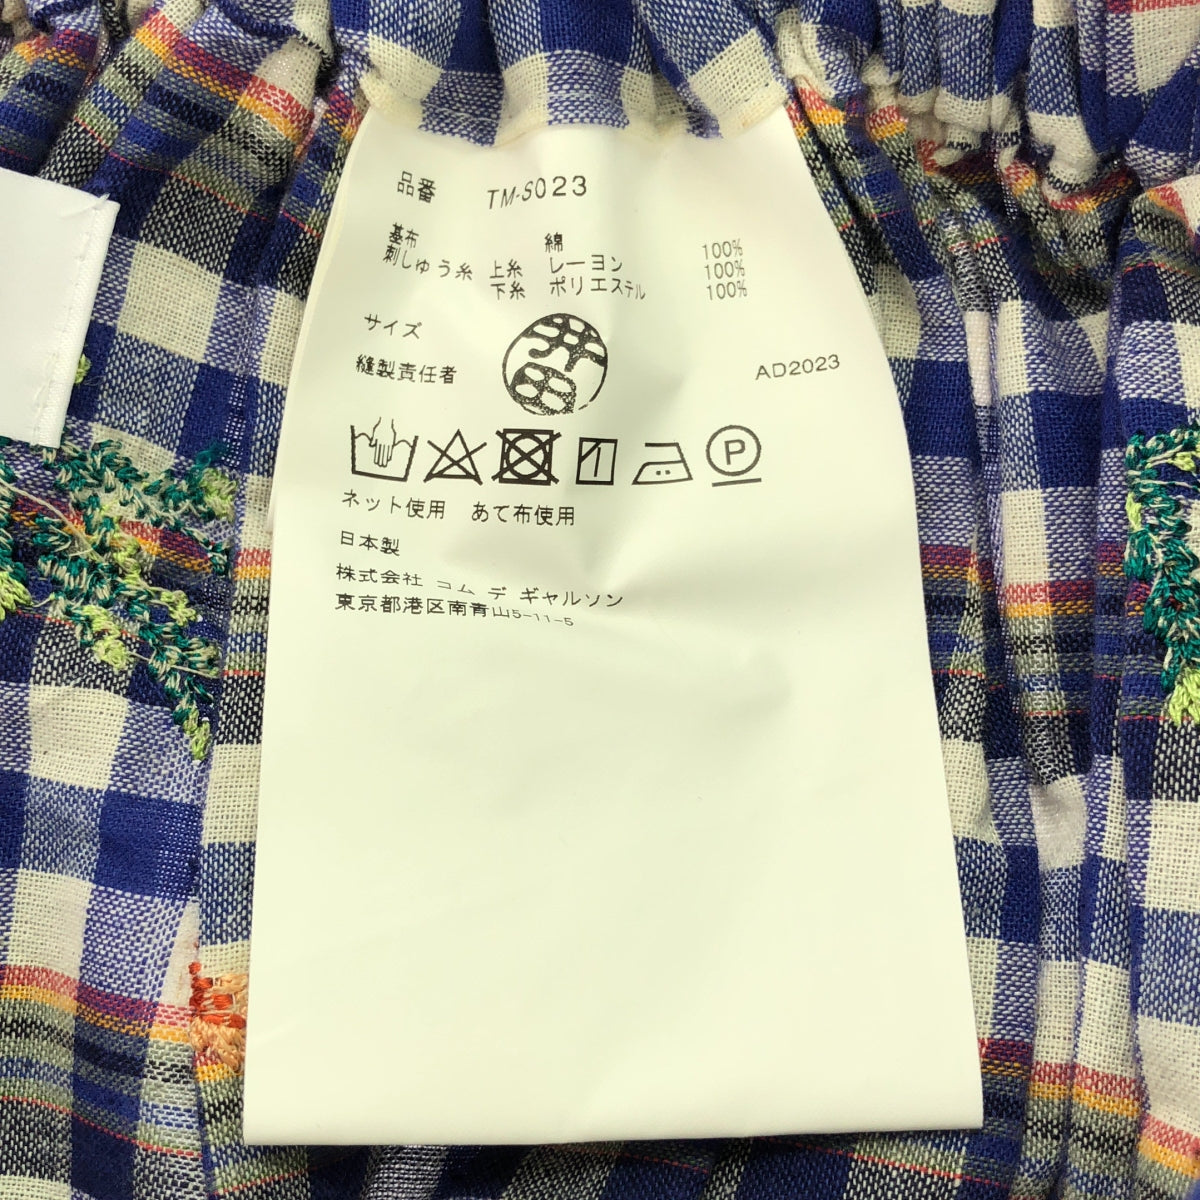 品番 TM-S023
基布 綿 100%
刺しゅう糸 上糸 レーヨン 100%
下糸 ポリエステル 100%
サイズ
縫製責任者 井田 AD2023
P
ネット使用 あて布使用
日本製
株式会社 コム デ ギャルソン
東京都港区南青山5-11-5